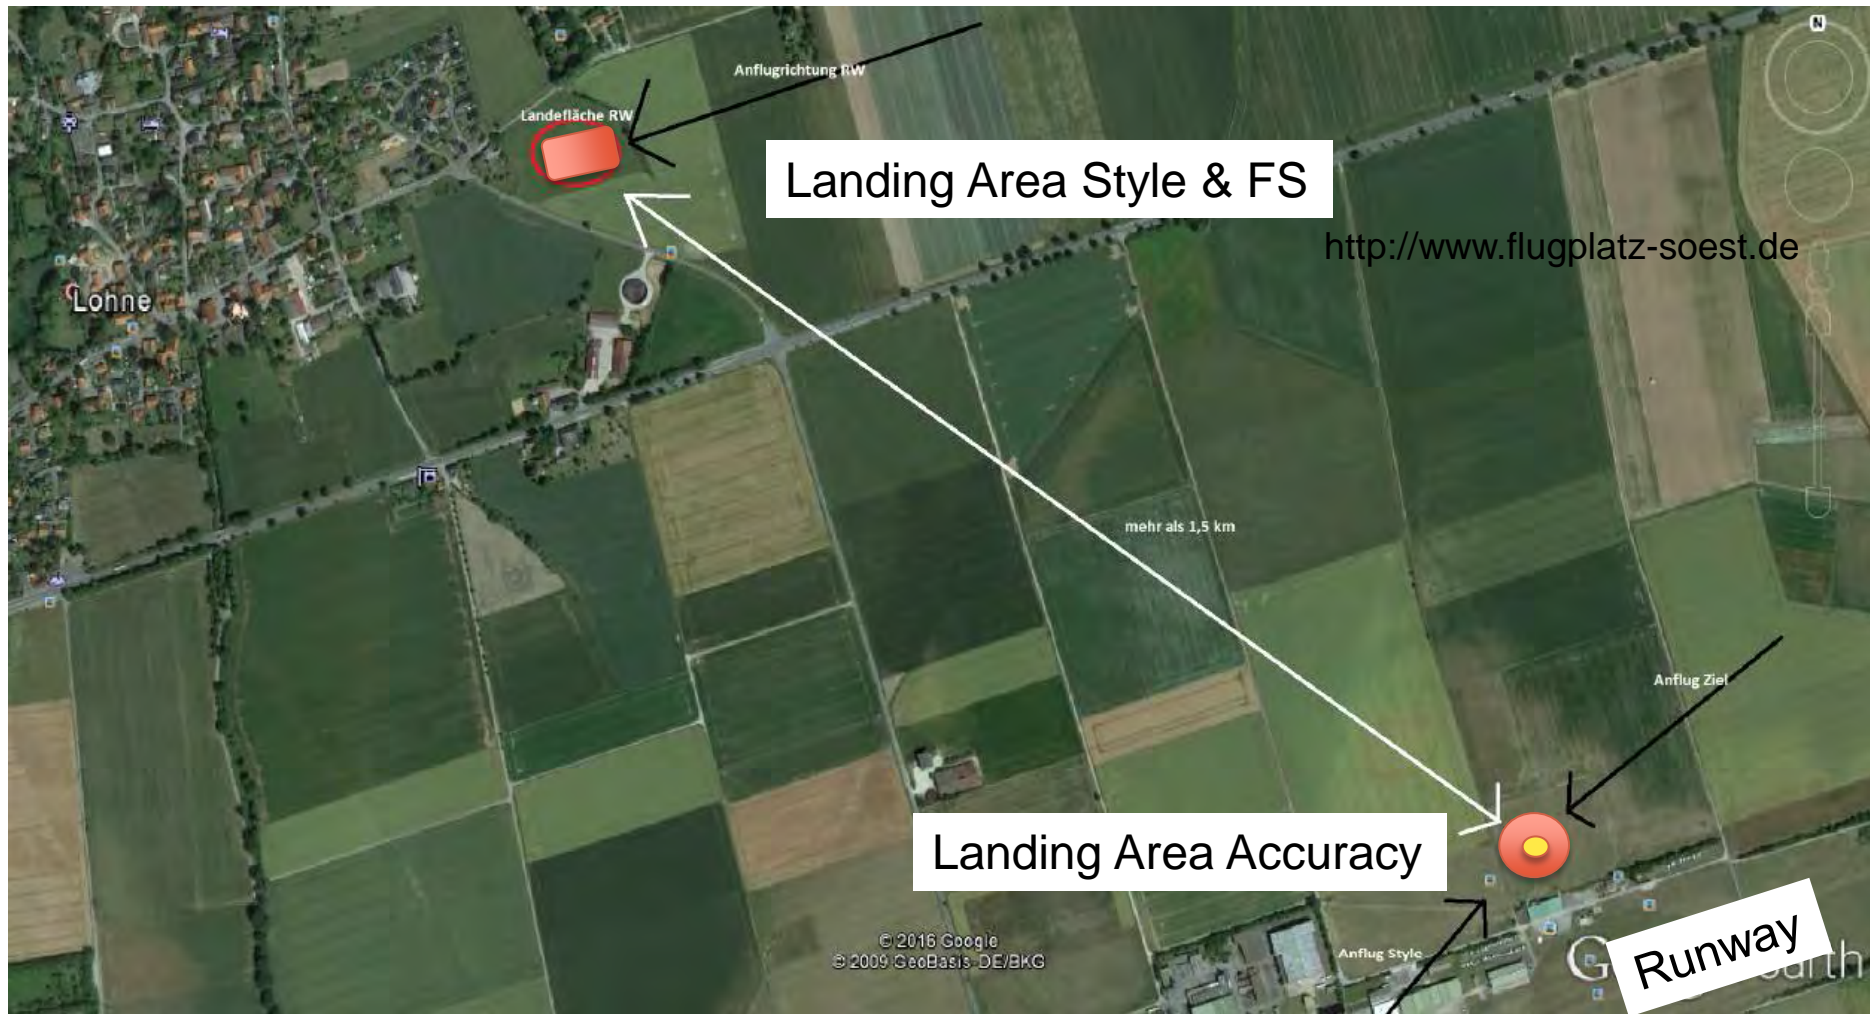 N
Anflugrichtung RW
Landefläche RW
Landing Area Style & FS
http://www.flugplatz-soest.de
Lohne
mehr als 1,5 km
Anflug Ziel
Landing Area Accuracy
© 2016 Google
© 2009 GeoBasis-DE/BKG
Anflug Style
Runway